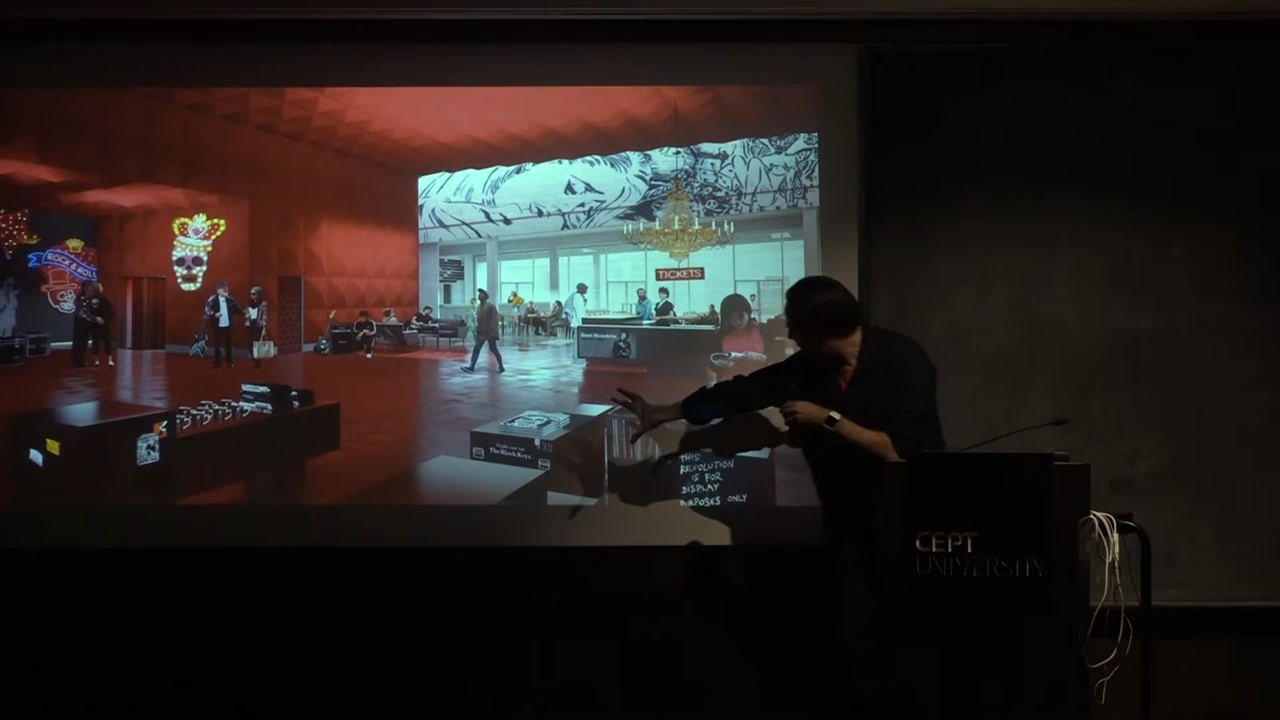 ROCK & ROLL
TICKETS
The Black Keys.
THIS
REVOLUTION
IS FOR
DISPLAY
PURPOSES ONLY
CEPT
UNIVERSITY